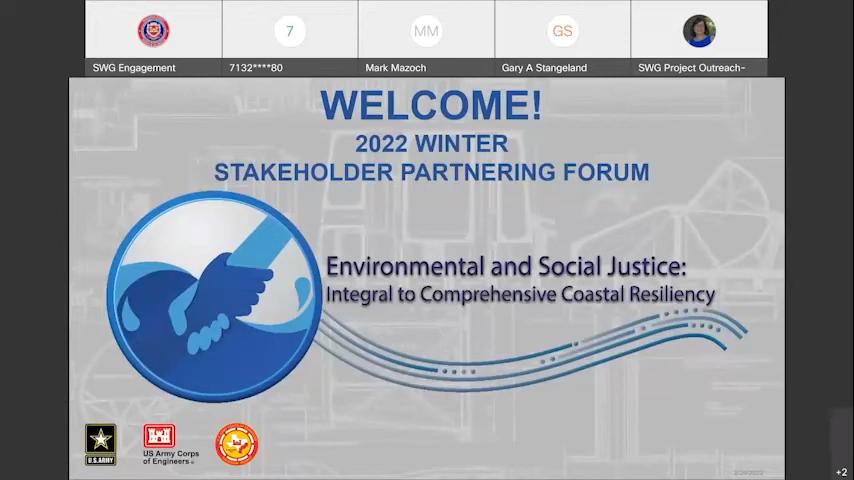 7
MM
GS
SWG Engagement
7132****80
Mark Mazoch
Gary A Stangeland
SWG Project Outreach-
WELCOME!
2022 WINTER
STAKEHOLDER PARTNERING FORUM
Environmental and Social Justice:
Integral to Comprehensive Coastal Resiliency
U.S.ARMY
US Army Corps
of Engineers®
+2